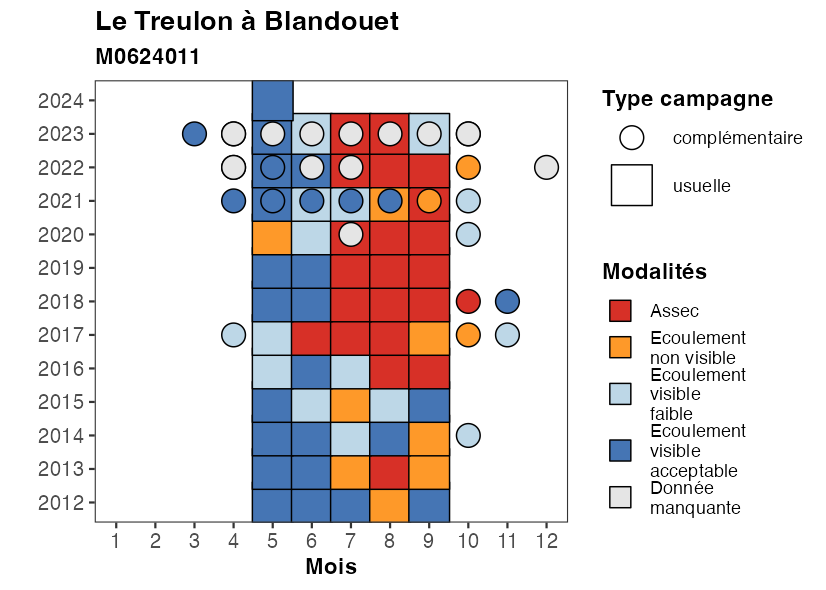 Le Treulon à Blandouet
M0624011
2024
2023
2022
2021
2020
2019
2018
2017
2016
2015
2014
2013
2012
1 2 3 4 5 6 7 8 9 10 11 12
Mois
Type campagne
complémentaire
usuelle
Modalités
Assec
Ecoulement
non visible
Ecoulement
visible
faible
Ecoulement
visible
acceptable
Donnée
manquante